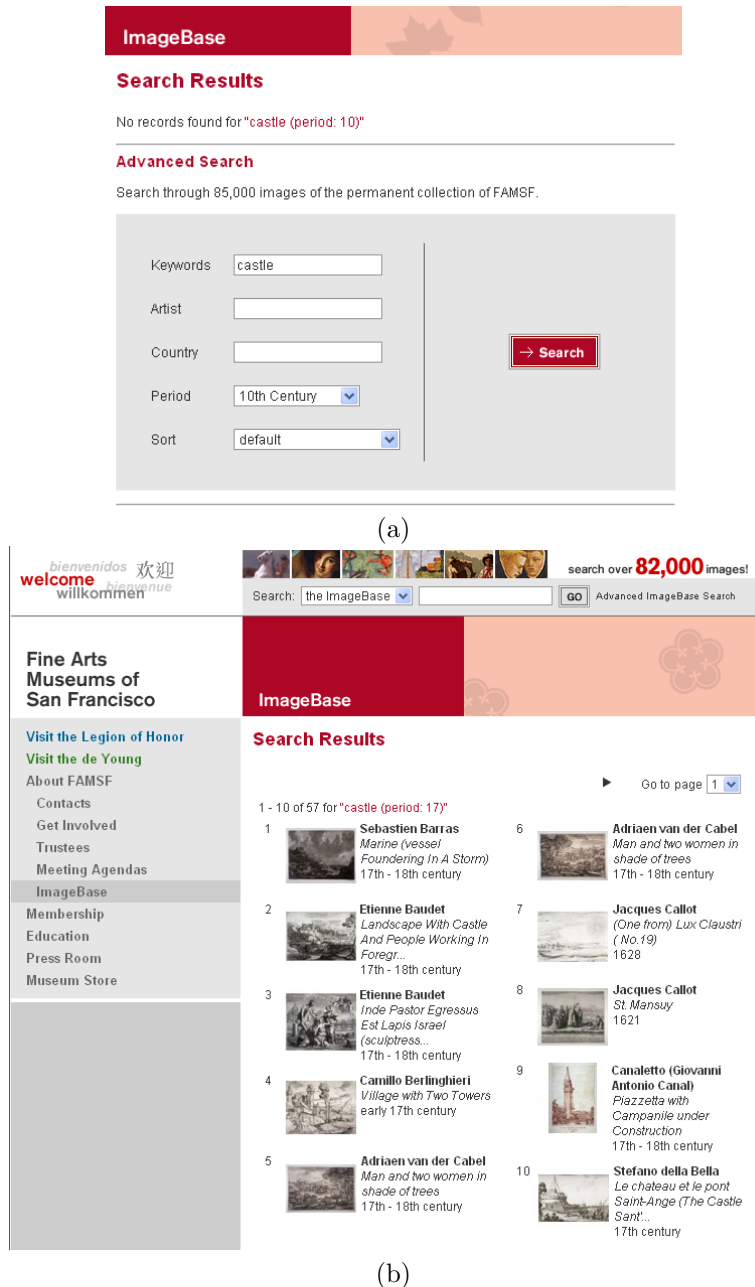 ImageBase
Search Results
No records found for "castle (period: 10)"
Advanced Search
Search through 85,000 images of the permanent collection of FAMSF.
Keywords castle
Artist
Country
→ Search
Period 10th Century
Sort default
(a)
bienvenidos 欢迎
welcome bienvenue
willkommen
search over 82,000 images!
Search: the ImageBase GO Advanced ImageBase Search
Fine Arts
Museums of
San Francisco
ImageBase
Visit the Legion of Honor
Visit the de Young
About FAMSF
Contacts
Get Involved
Trustees
Meeting Agendas
ImageBase
Membership
Education
Press Room
Museum Store
Search Results
Go to page 1
1 - 10 of 57 for "castle (period: 17)"
1 Sebastien Barras
Marine (vessel
Foundering In A Storm)
17th - 18th century
2 Etienne Baudet
Landscape With Castle
And People Working In
Foregr...
17th - 18th century
3 Etienne Baudet
Inde Pastor Egressus
Est Lapis Israel
(sculptress...
17th - 18th century
4 Camillo Berlinghieri
Village with Two Towers
early 17th century
5 Adriaen van der Cabel
Man and two women in
shade of trees
17th - 18th century
6 Adriaen van der Cabel
Man and two women in
shade of trees
17th - 18th century
7 Jacques Callot
(One from) Lux Claustri
( No.19)
1628
8 Jacques Callot
St. Mansuy
1621
9 Canaletto (Giovanni
Antonio Canal)
Piazzetta with
Campanile under
Construction
17th - 18th century
10 Stefano della Bella
Le chateau et le pont
Saint-Ange (The Castle
Sant'...
17th century
(b)